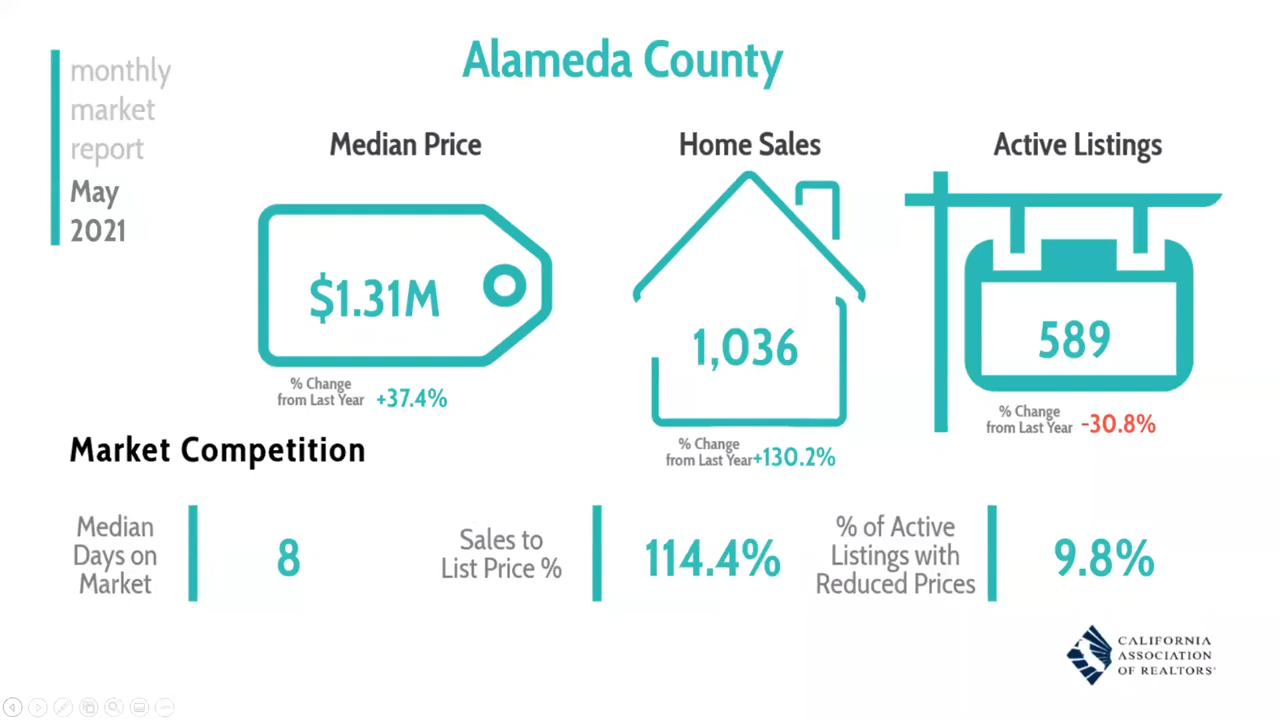 Alameda County
monthly
market
report
May
2021
Median Price
$1.31M
% Change
from Last Year +37.4%
Home Sales
1,036
% Change
from Last Year +130.2%
Active Listings
589
% Change
from Last Year -30.8%
Market Competition
Median
Days on
Market
8
Sales to
List Price %
114.4%
% of Active
Listings with
Reduced Prices
9.8%
CALIFORNIA
ASSOCIATION
OF REALTORS®